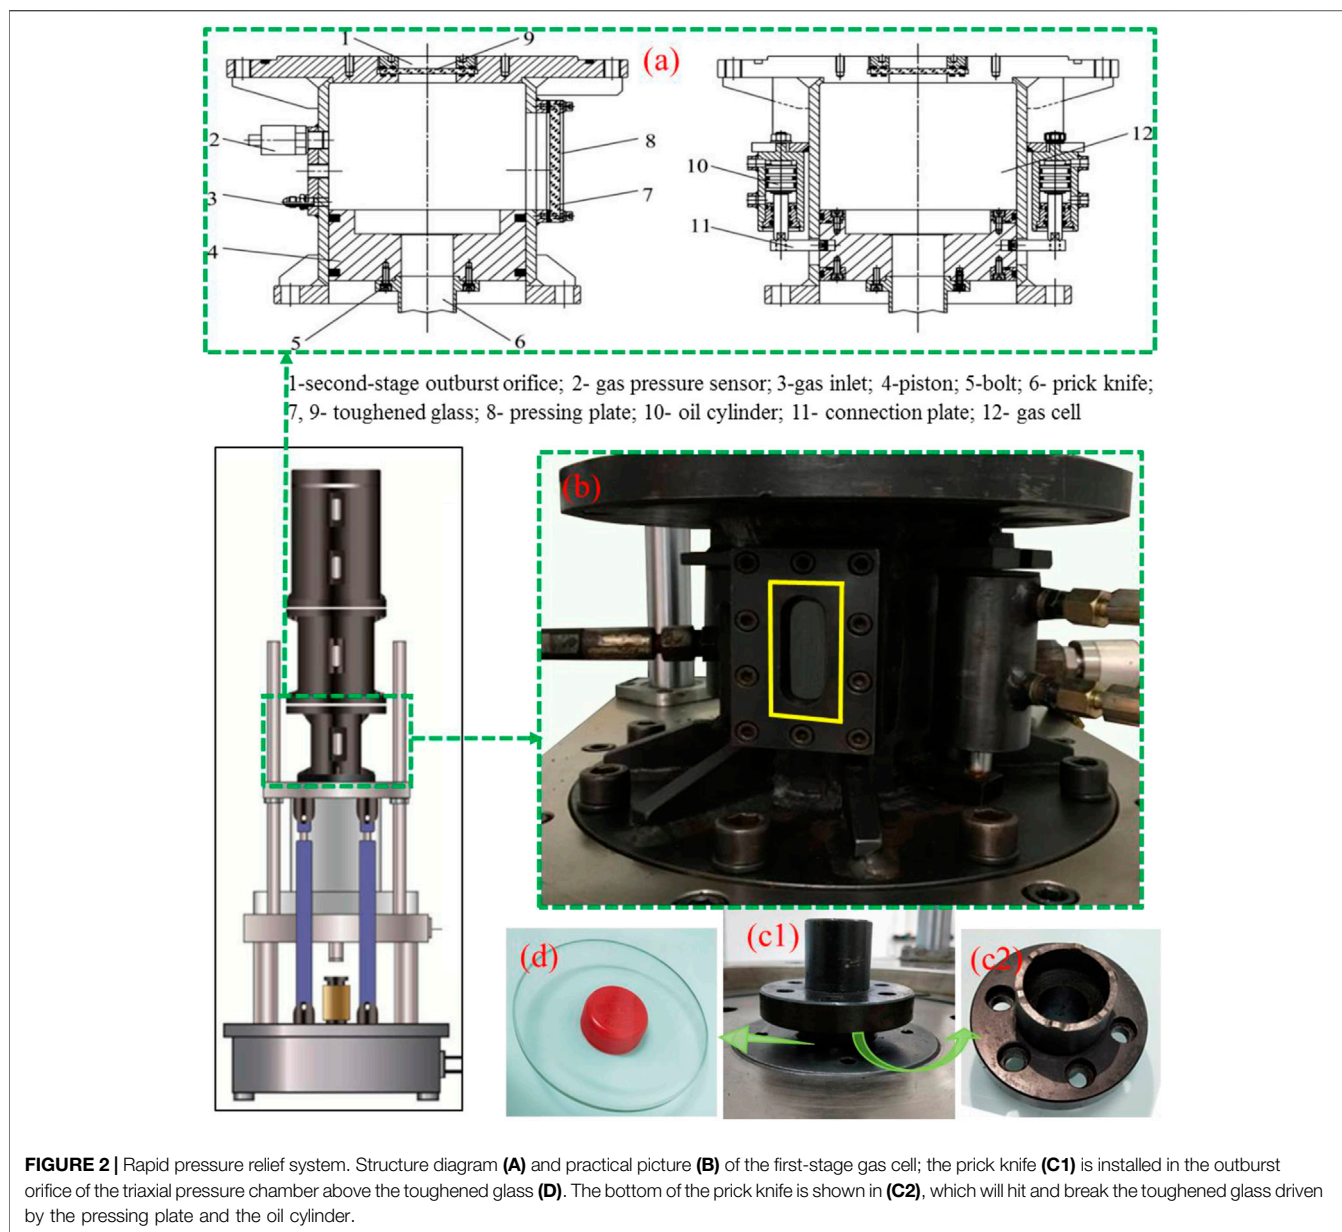 1
9
(a)
2
8
12
10
3
7
11
4
5
6
1-second-stage outburst orifice; 2- gas pressure sensor; 3-gas inlet; 4-piston; 5-bolt; 6- prick knife;
7, 9- toughened glass; 8- pressing plate; 10- oil cylinder; 11- connection plate; 12- gas cell
(b)
(d)
(c1)
(c2)
FIGURE 2 | Rapid pressure relief system. Structure diagram (A) and practical picture (B) of the first-stage gas cell; the prick knife (C1) is installed in the outburst
orifice of the triaxial pressure chamber above the toughened glass (D). The bottom of the prick knife is shown in (C2), which will hit and break the toughened glass driven
by the pressing plate and the oil cylinder.